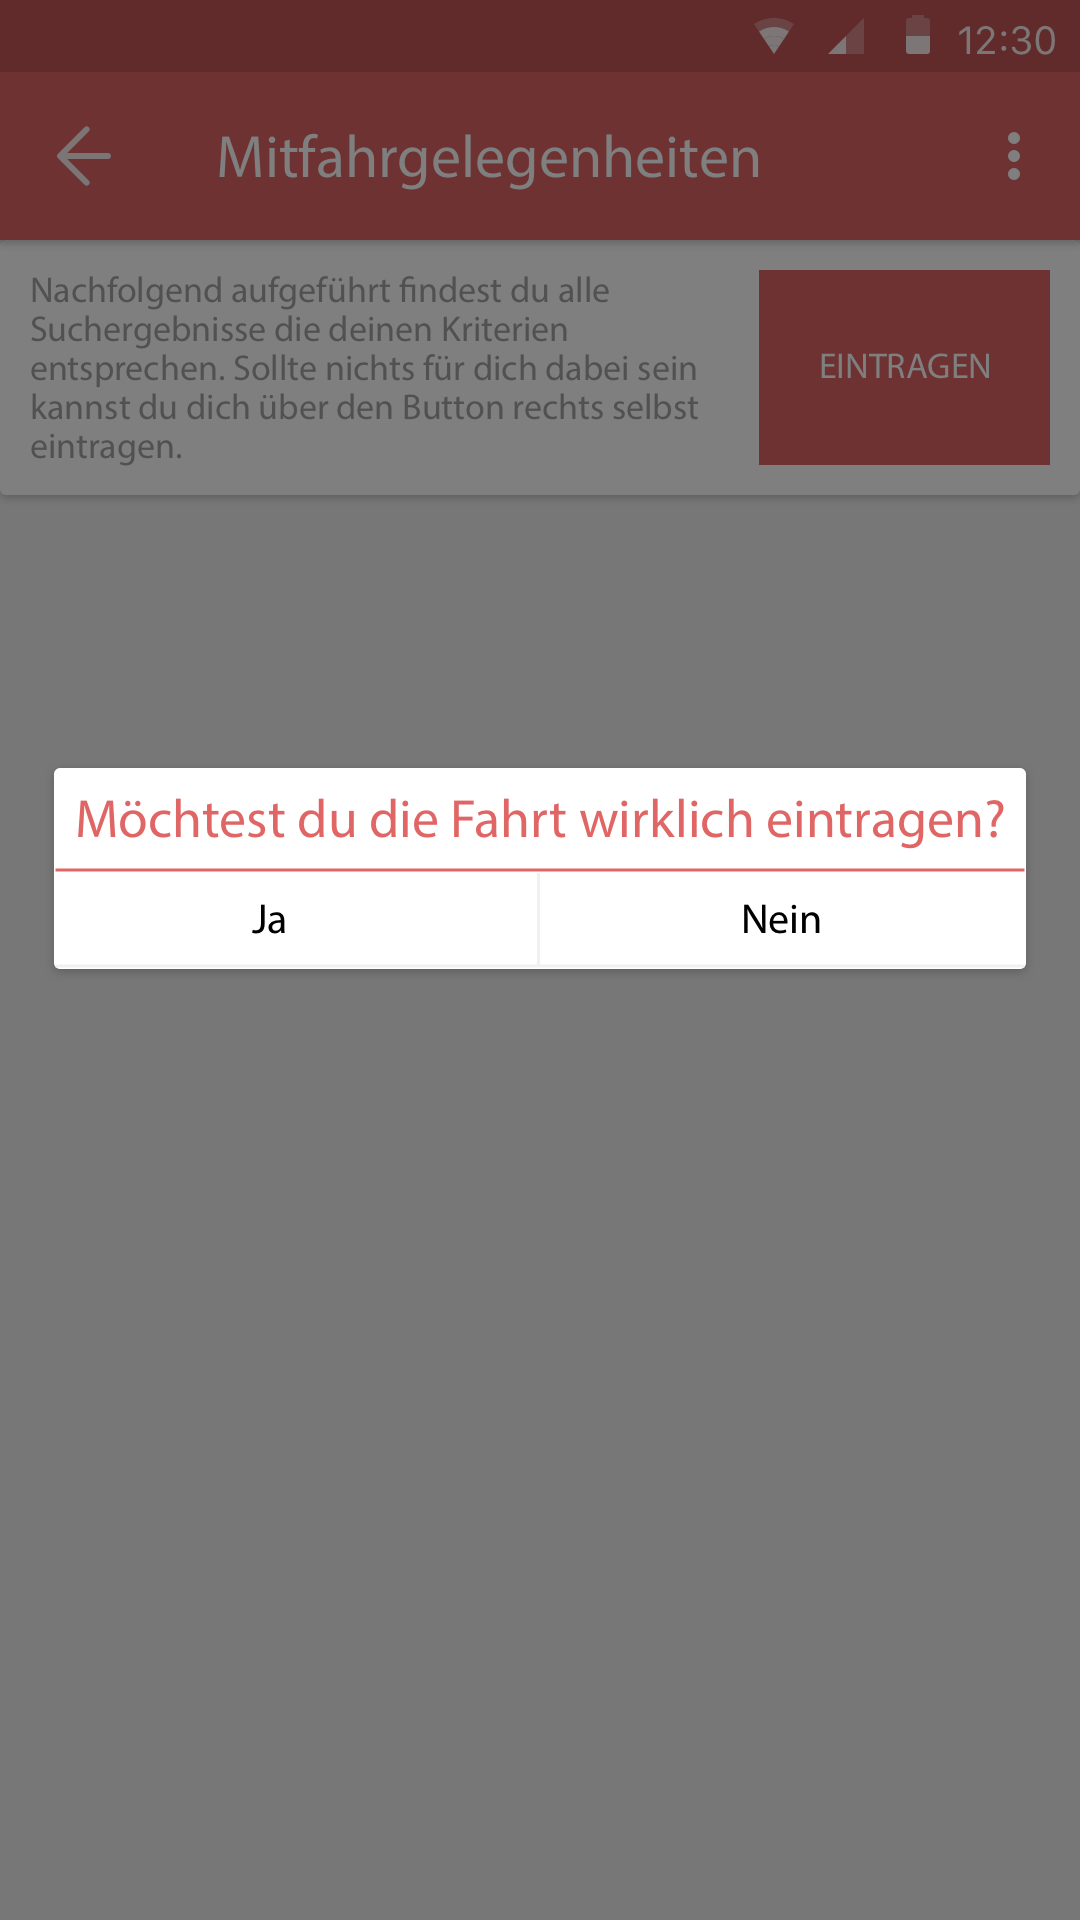 12:30
Mitfahrgelegenheiten
Nachfolgend aufgeführt findest du alle
Suchergebnisse die deinen Kriterien
entsprechen. Sollte nichts für dich dabei sein
kannst du dich über den Button rechts selbst
eintragen.
EINTRAGEN
Möchtest du die Fahrt wirklich eintragen?
Ja
Nein